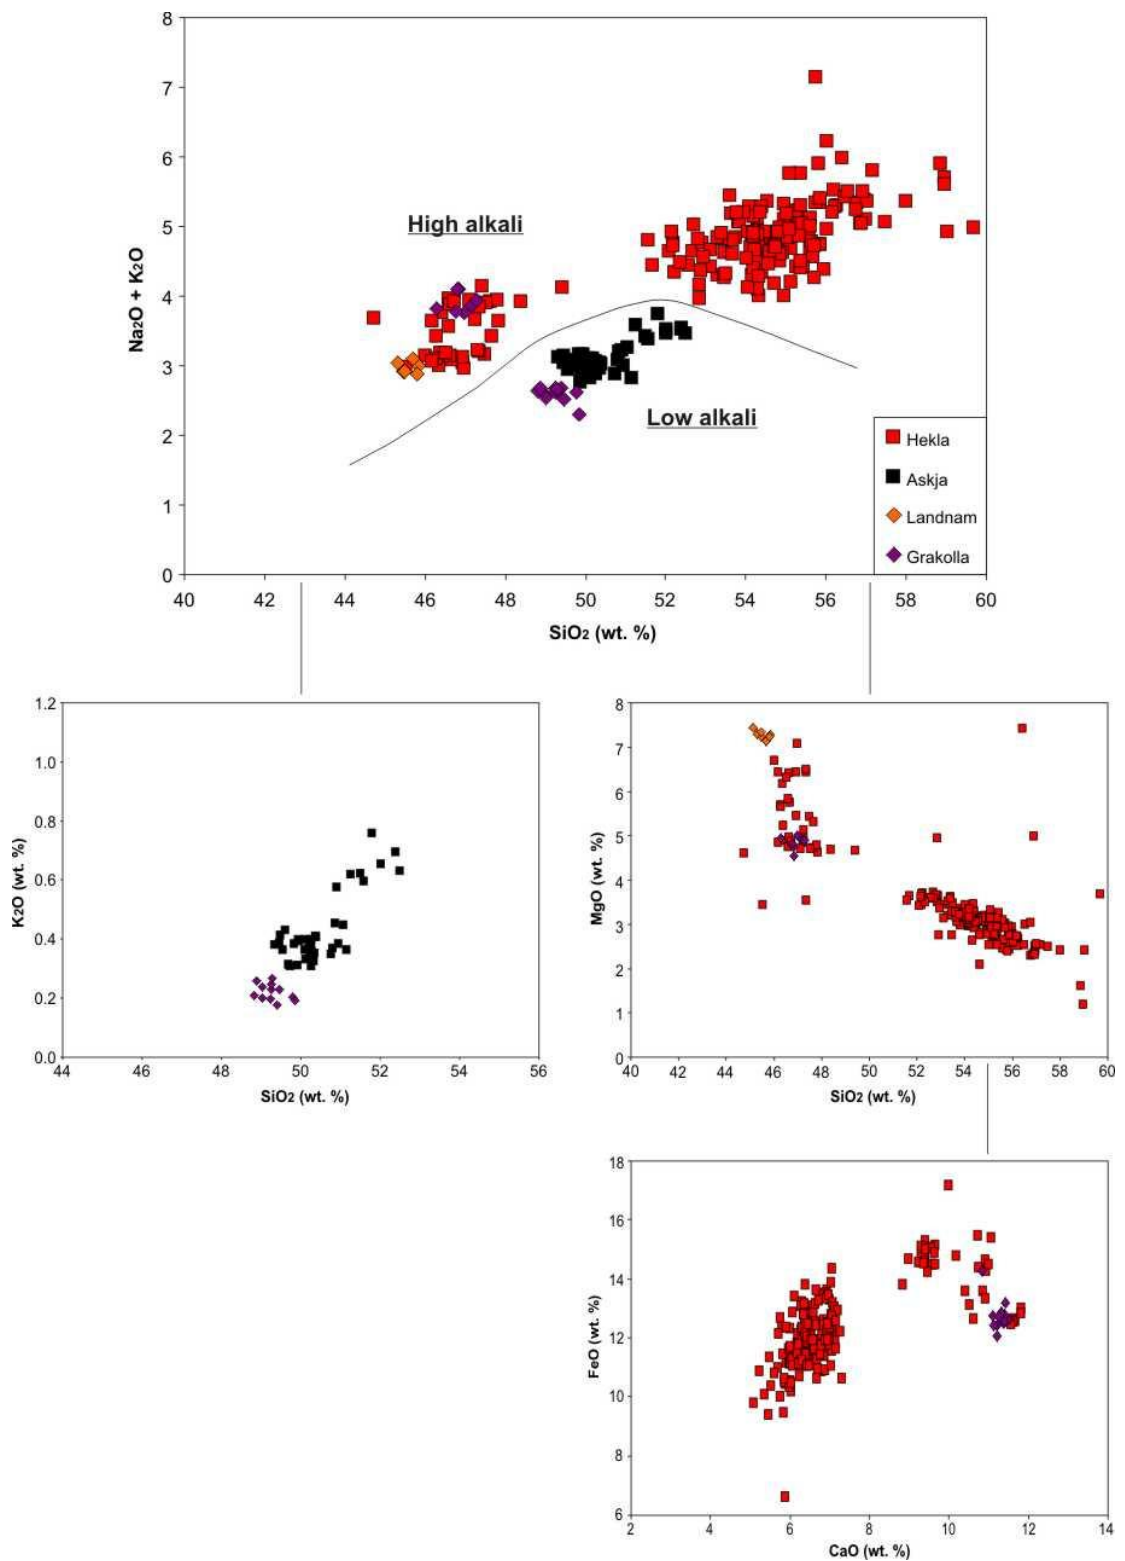 8
7
6
5
4
3
2
1
0
Na2O + K2O
High alkali
Low alkali
Hekla
Askja
Landnam
Grakolla
40 42 44 46 48 50 52 54 56 58 60
SiO2 (wt. %)
1.2
1.0
0.8
0.6
0.4
0.2
0.0
K2O (wt. %)
44 46 48 50 52 54 56
SiO2 (wt. %)
8
7
6
5
4
3
2
1
0
MgO (wt. %)
40 42 44 46 48 50 52 54 56 58 60
SiO2 (wt. %)
18
16
14
12
10
8
6
FeO (wt. %)
2 4 6 8 10 12 14
CaO (wt. %)